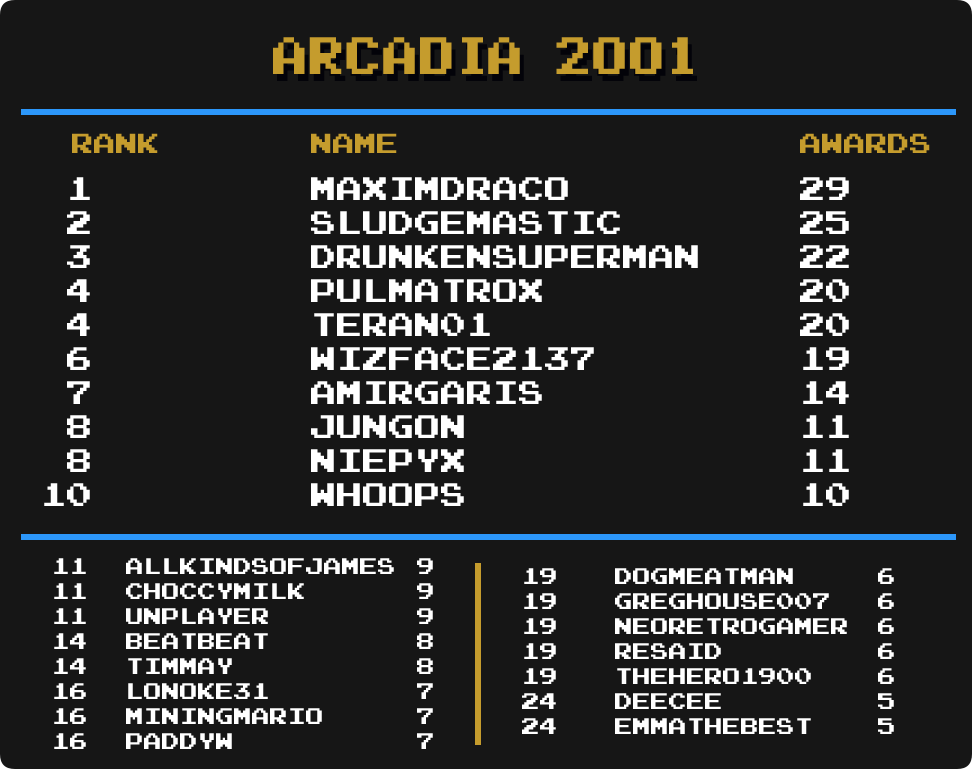 ARCADIA 2001
RANK NAME AWARDS
1 MAXIMDRACO 29
2 SLUDGEMASTIC 25
3 DRUNKENSUPERMAN 22
4 PULMATROX 20
4 TERAN01 20
6 WIZFACE2137 19
7 AMIRGARIS 14
8 JUNGON 11
8 NIEPYX 11
10 WHOOPS 10
11 ALLKINDSOFJAMES 9
11 CHOCCYMILK 9
11 UNPLAYER 9
14 BEATBEAT 8
14 TIMMAY 8
16 LONOKE31 7
16 MININGMARIO 7
16 PADDYW 7
19 DOGMEATMAN 6
19 GREGHOUSE007 6
19 NEORETROGAMER 6
19 RESAID 6
19 THEHERO1900 6
24 DEECEE 5
24 EMMATHEBEST 5